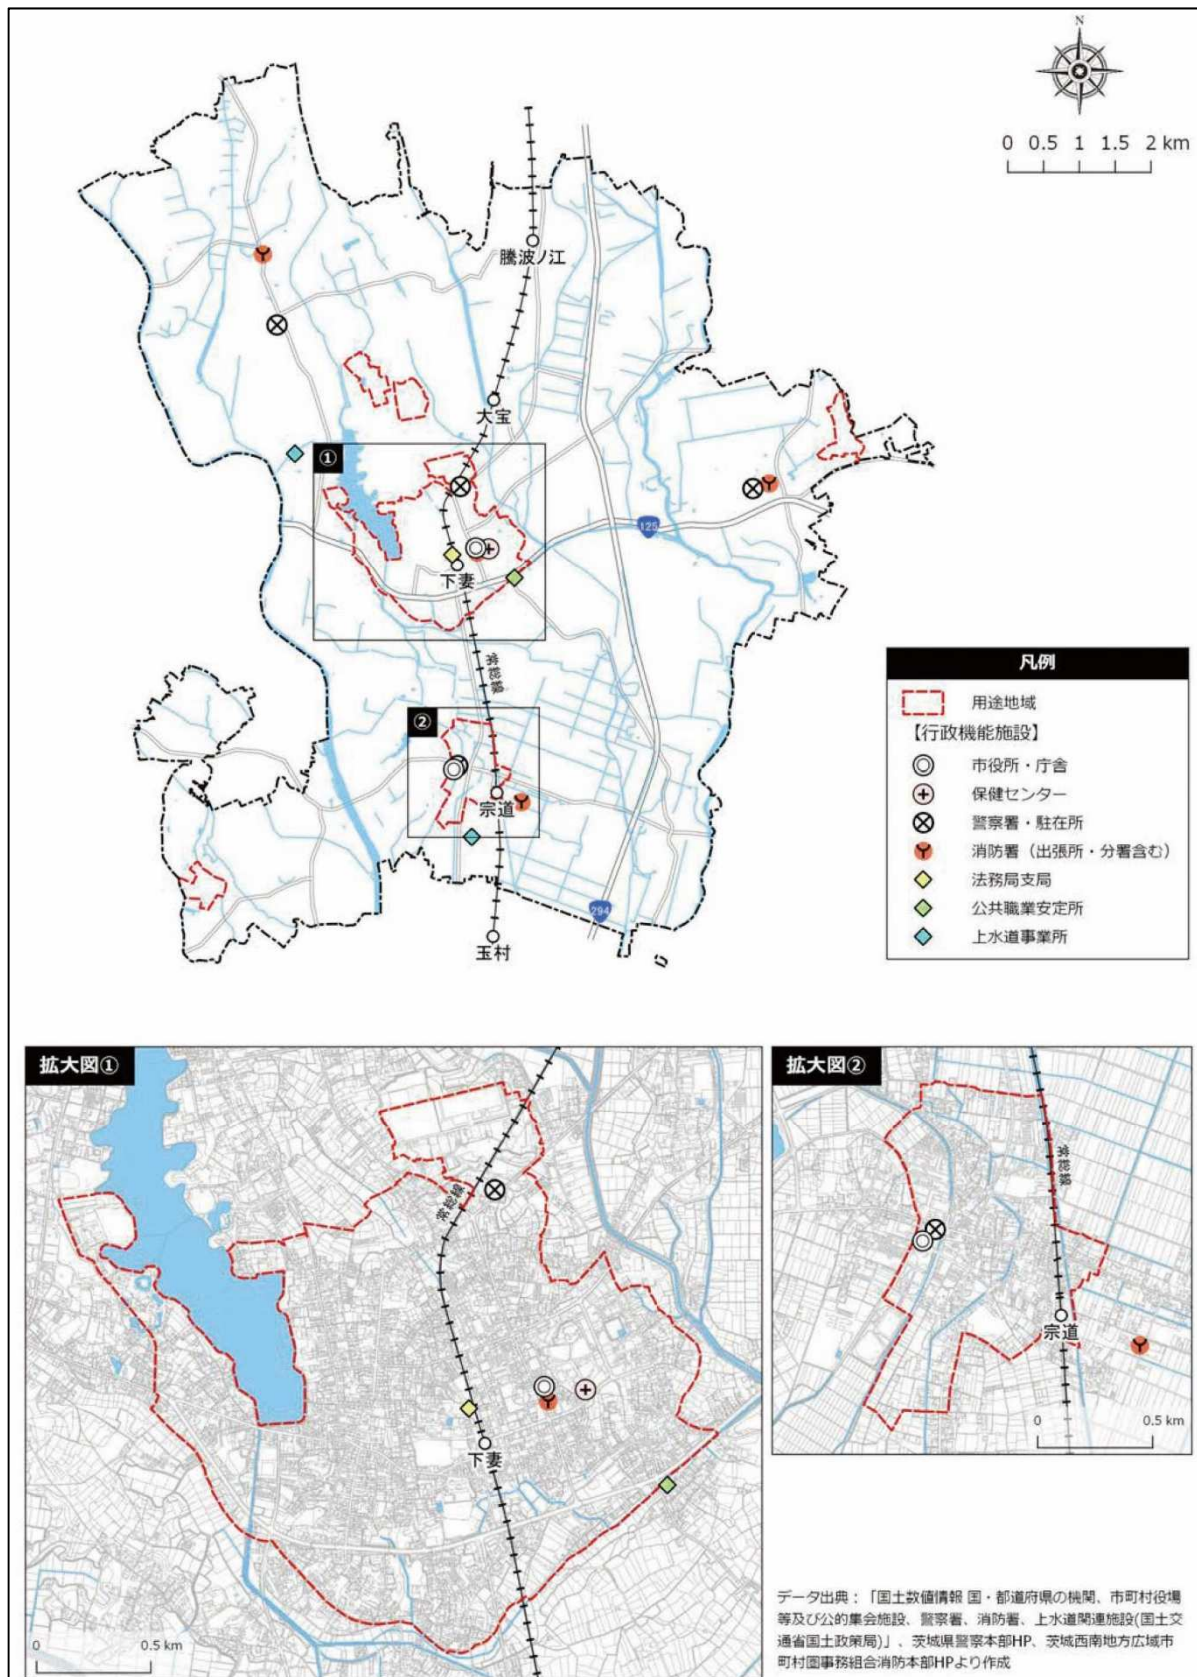 N
0 0.5 1 1.5 2 km
騰波ノ江
大宝
①
125
下妻
常総線
②
宗道
294
玉村
凡例
用途地域
【行政機能施設】
市役所・庁舎
保健センター
警察署・駐在所
消防署（出張所・分署含む）
法務局支局
公共職業安定所
上水道事業所
拡大図①
常総線
下妻
0 0.5 km
拡大図②
常総線
宗道
0 0.5 km
データ出典：「国土数値情報 国・都道府県の機関、市町村役場
等及び公的集会施設、警察署、消防署、上水道関連施設(国土交
通省国土政策局)」、茨城県警察本部HP、茨城西南地方広域市
町村圏事務組合消防本部HPより作成